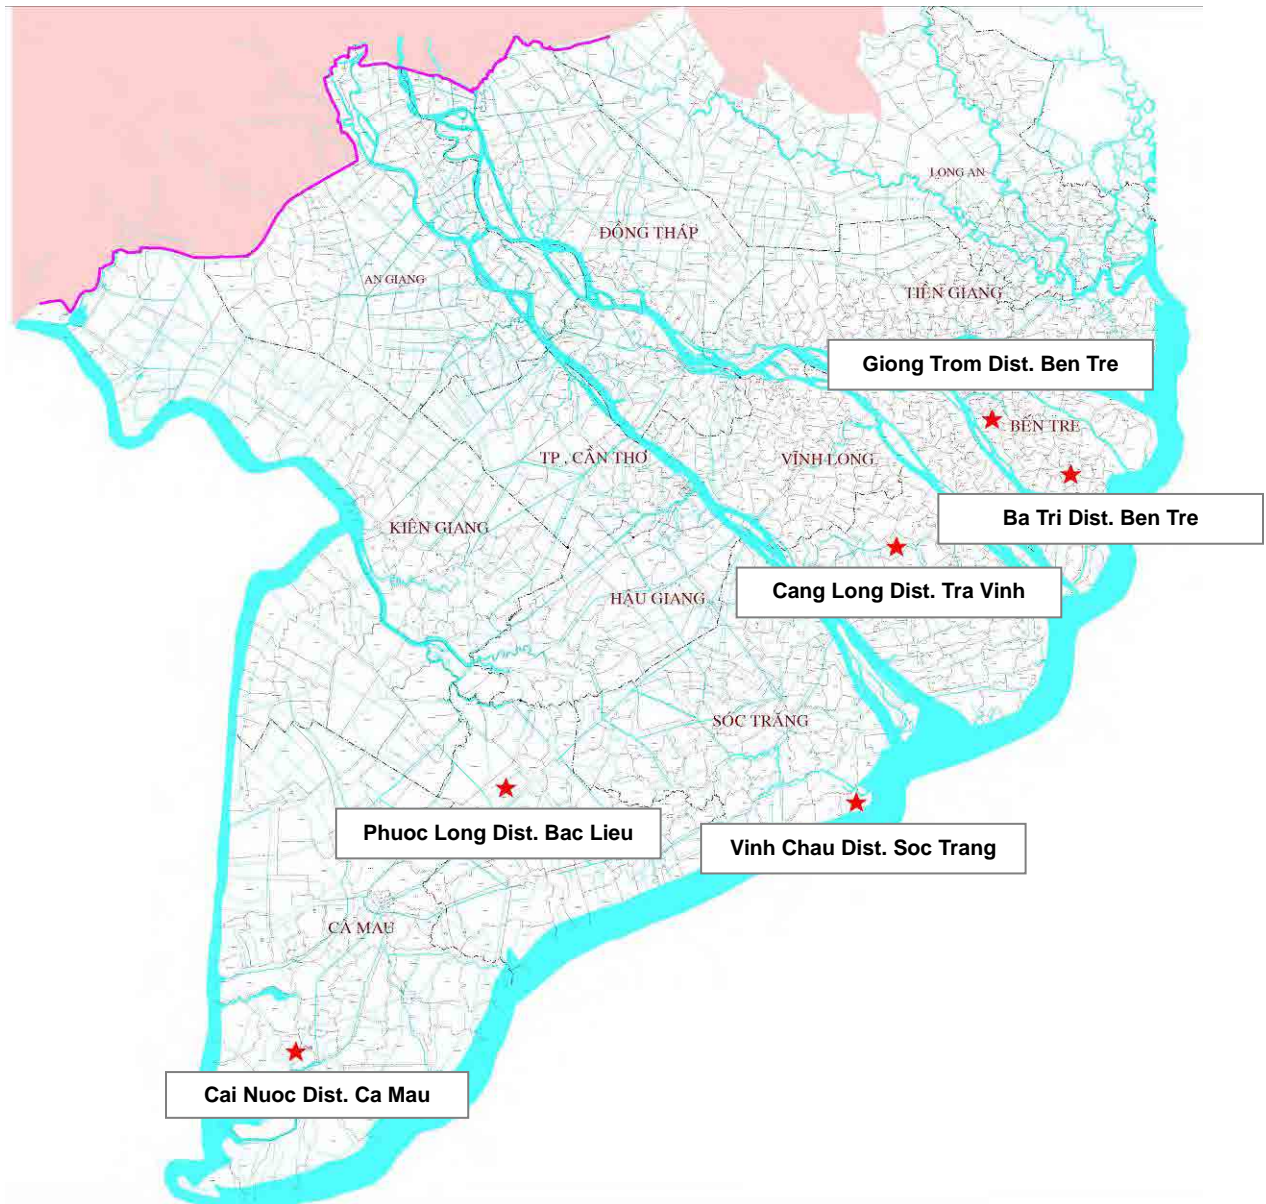 LONG AN
ĐỒNG THÁP
AN GIANG
TIỀN GIANG
Giong Trom Dist. Ben Tre
BẾN TRE
TP . CẦN THƠ
VĨNH LONG
Ba Tri Dist. Ben Tre
KIÊN GIANG
Cang Long Dist. Tra Vinh
HẬU GIANG
SÓC TRĂNG
Phuoc Long Dist. Bac Lieu
Vinh Chau Dist. Soc Trang
CÀ MAU
Cai Nuoc Dist. Ca Mau